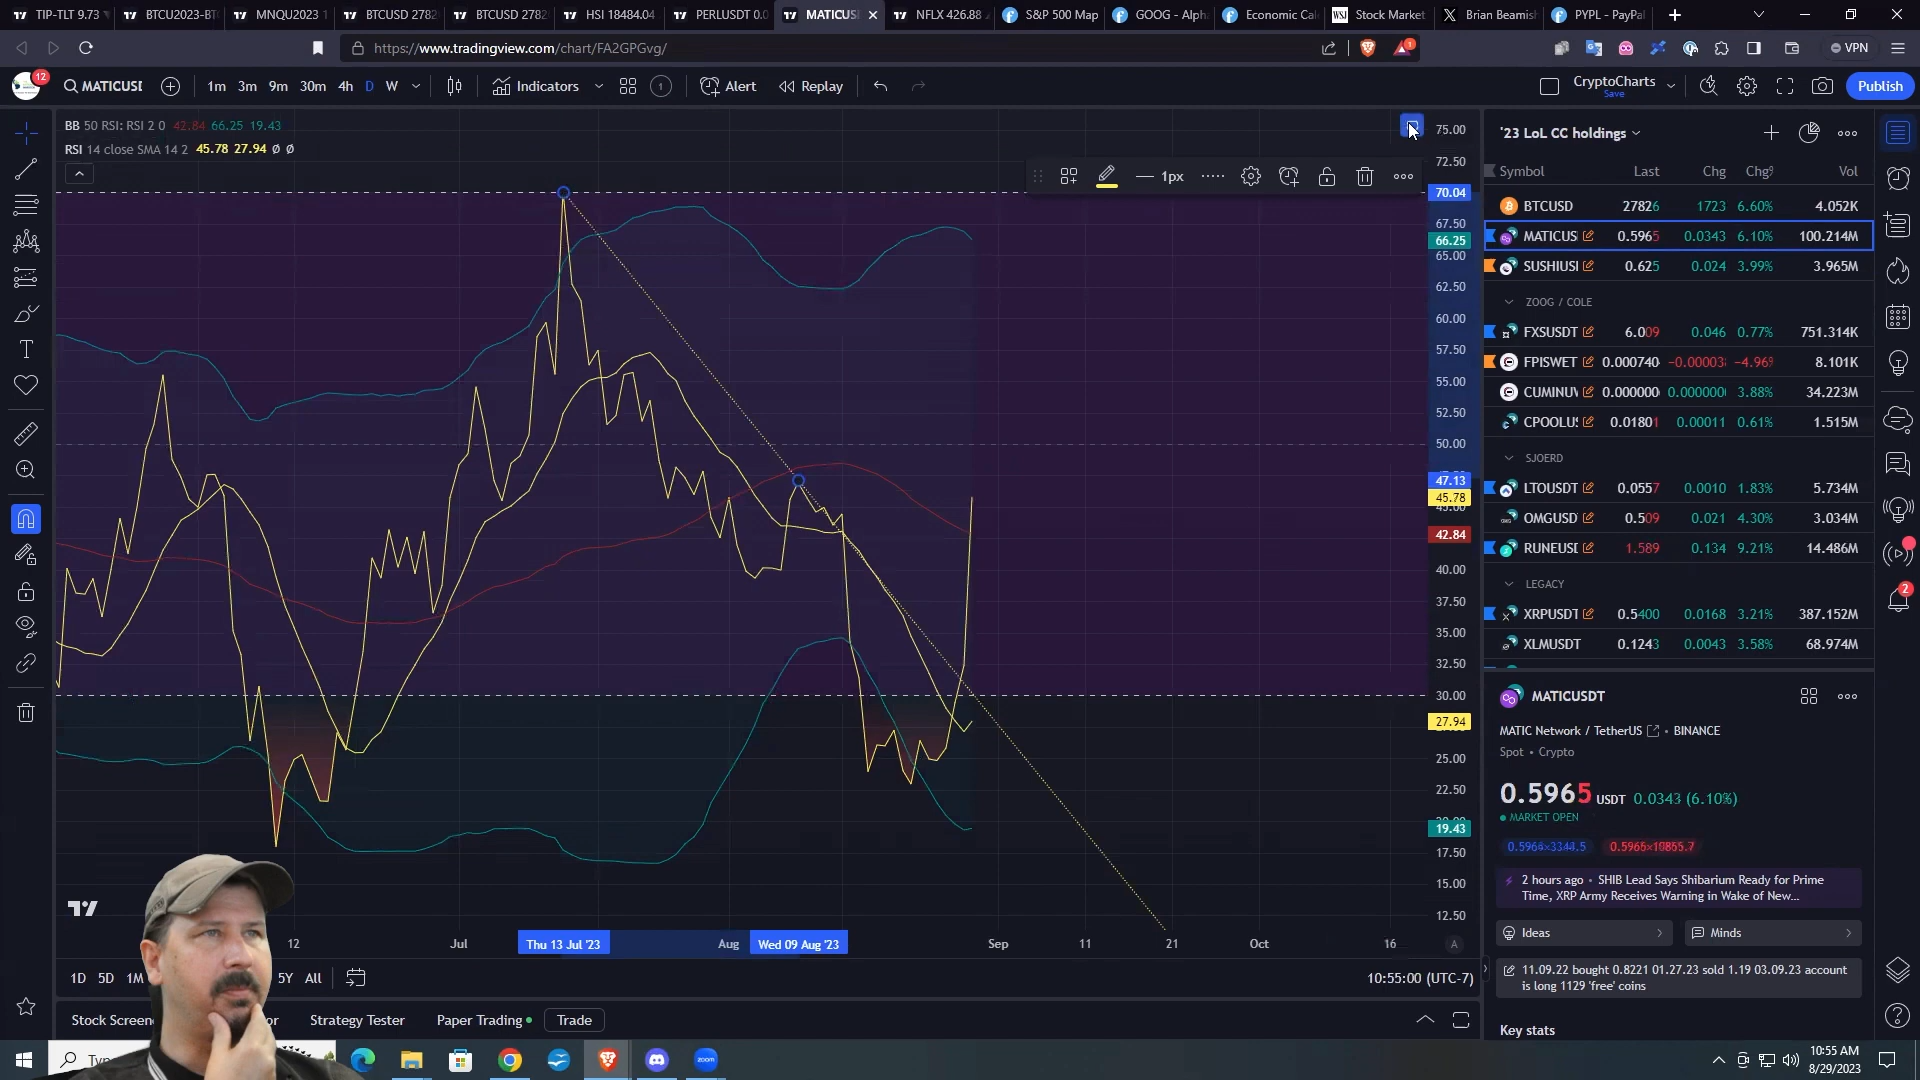 TIP-TLT 9.73
BTCU2023-BT
MNQU2023 1
BTCUSD 2782
BTCUSD 2782
HSI 18484.04
PERLUSDT 0.0
MATICUS
NFLX 426.88
S&P 500 Map
GOOG - Alph
Economic Cal
WSJ Stock Market
Brian Beamish
PYPL - PayPal
https://www.tradingview.com/chart/FA2GPGvg/
1
VPN
12
MATICUSI
1m 3m 9m 30m 4h D W
Indicators
1
Alert
Replay
CryptoCharts
Save
Publish
BB 50 RSI: RSI 2 0 42.84 66.25 19.43
RSI 14 close SMA 14 2 45.78 27.94 ø ø
1px
75.00
72.50
70.04
67.50
66.25
65.00
62.50
60.00
57.50
55.00
52.50
50.00
47.13
45.78
42.84
40.00
37.50
35.00
32.50
30.00
27.94
25.00
22.50
19.43
17.50
15.00
12.50
12 Jul Thu 13 Jul '23 Aug Wed 09 Aug '23 Sep 11 21 Oct 16 A
1D 5D 1M 5Y All
10:55:00 (UTC-7)
Stock Screen or Strategy Tester Paper Trading Trade
'23 LoL CC holdings
Symbol Last Chg Chg% Vol
BTCUSD 27826 1723 6.60% 4.052K
MATICUS 0.5965 0.0343 6.10% 100.214M
SUSHIUSI 0.625 0.024 3.99% 3.965M
ZOOG / COLE
FXSUSDT 6.009 0.046 0.77% 751.314K
FPISWET 0.000740 -0.00003 -4.96% 8.101K
CUMINU 0.000000 0.0000000 3.88% 34.223M
CPOOLUS 0.01801 0.00011 0.61% 1.515M
SJOERD
LTOUSDT 0.0557 0.0010 1.83% 5.734M
OMGUSD 0.509 0.021 4.30% 3.034M
RUNEUSI 1.589 0.134 9.21% 14.486M
LEGACY
XRPUSDT 0.5400 0.0168 3.21% 387.152M
XLMUSDT 0.1243 0.0043 3.58% 68.974M
2
MATICUSDT
MATIC Network / TetherUS • BINANCE
Spot • Crypto
0.5965 USDT 0.0343 (6.10%)
MARKET OPEN
2 hours ago • SHIB Lead Says Shibarium Ready for Prime
Time, XRP Army Receives Warning in Wake of New...
Ideas
Minds
11.09.22 bought 0.8221 01.27.23 sold 1.19 03.09.23 account
is long 1129 'free' coins
Key stats
Typ
zoom
10:55 AM
8/29/2023